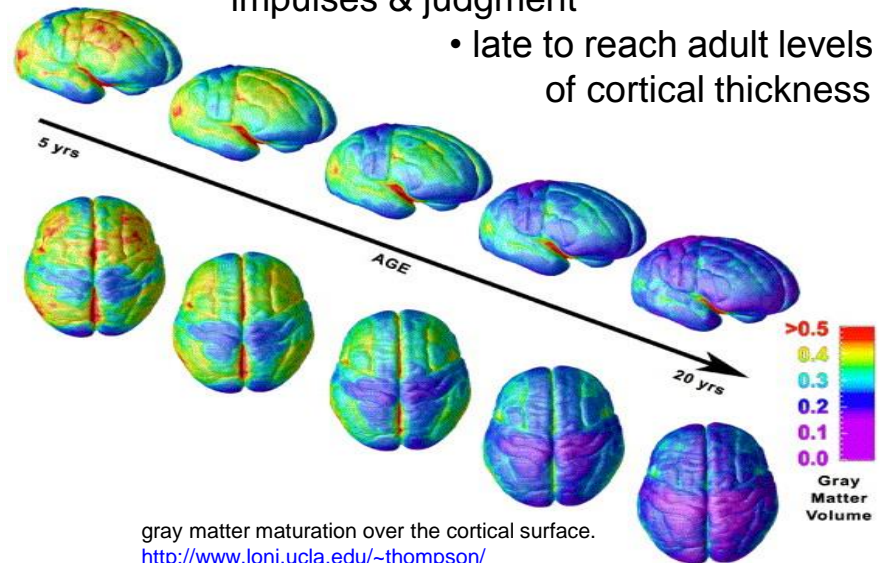 impulses & judgment
• late to reach adult levels
of cortical thickness
5 yrs
AGE
20 yrs
>0.5
0.4
0.3
0.2
0.1
0.0
Gray
Matter
Volume
gray matter maturation over the cortical surface.
http://www.loni.ucla.edu/~thompson/